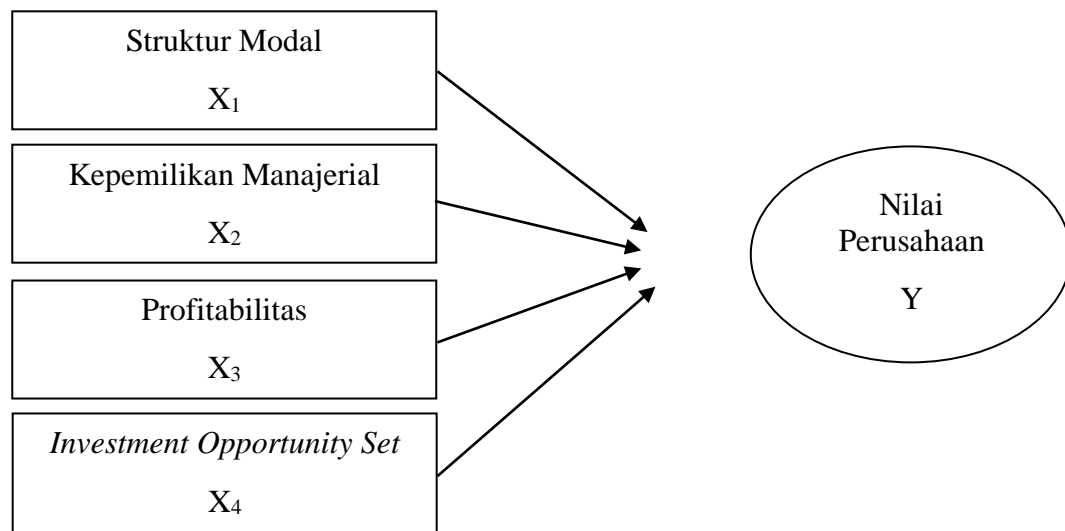 Struktur Modal
X1
Kepemilikan Manajerial
X2
Profitabilitas
X3
Investment Opportunity Set
X4
Nilai
Perusahaan
Y